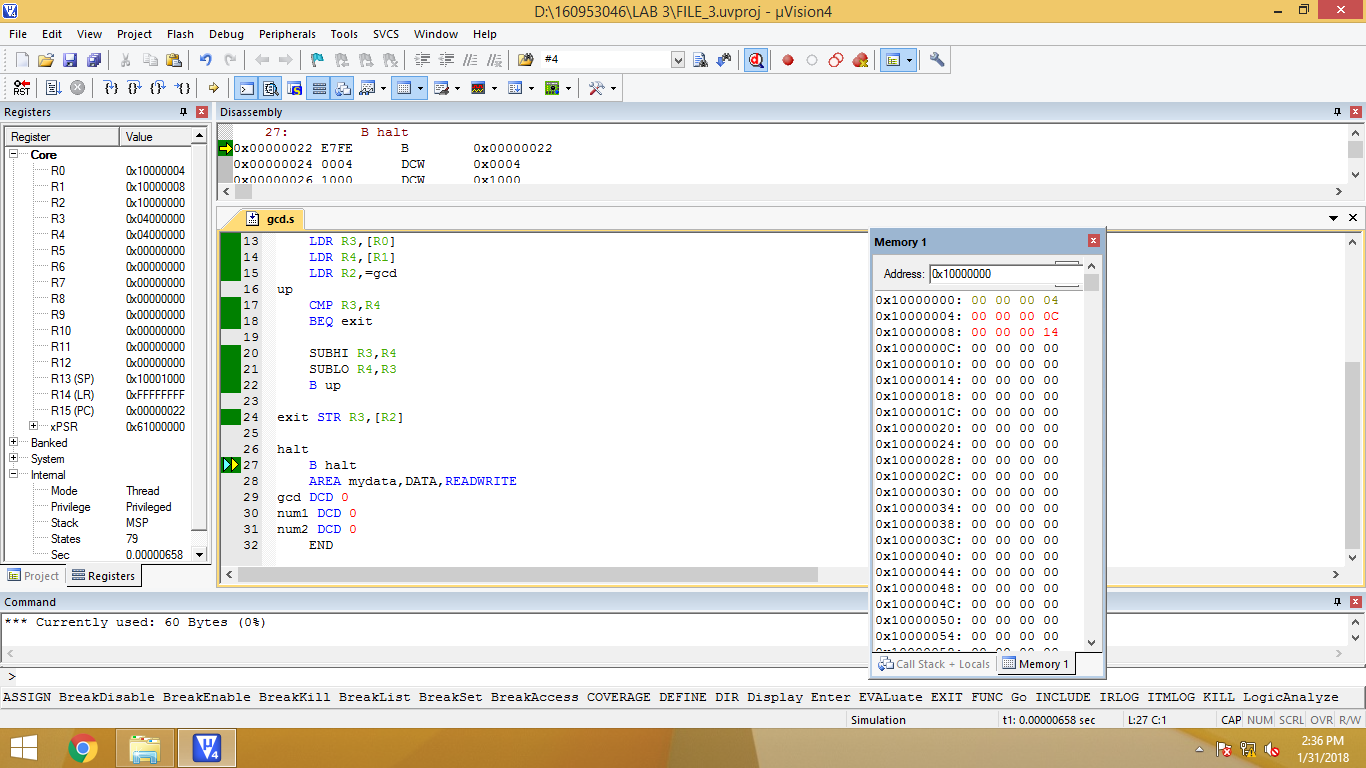 D:\160953046\LAB 3\FILE_3.uvproj - µVision4
File Edit View Project Flash Debug Peripherals Tools SVCS Window Help
#4
RST
Registers
Register Value
Core
R0 0x10000004
R1 0x10000008
R2 0x10000000
R3 0x04000000
R4 0x04000000
R5 0x00000000
R6 0x00000000
R7 0x00000000
R8 0x00000000
R9 0x00000000
R10 0x00000000
R11 0x00000000
R12 0x00000000
R13 (SP) 0x10001000
R14 (LR) 0xFFFFFFFF
R15 (PC) 0x00000022
xPSR 0x61000000
Banked
System
Internal
Mode Thread
Privilege Privileged
Stack MSP
States 79
Sec 0.00000658
Project Registers
Disassembly
27: B halt
0x00000022 E7FE B 0x00000022
0x00000024 0004 DCW 0x0004
0x00000026 1000 DCW 0x1000
gcd.s
13 LDR R3,[R0]
14 LDR R4,[R1]
15 LDR R2,=gcd
16 up
17 CMP R3,R4
18 BEQ exit
19
20 SUBHI R3,R4
21 SUBLO R4,R3
22 B up
23
24 exit STR R3,[R2]
25
26 halt
27 B halt
28 AREA mydata,DATA,READWRITE
29 gcd DCD 0
30 num1 DCD 0
31 num2 DCD 0
32 END
Memory 1
Address: 0x10000000
0x10000000: 00 00 00 04
0x10000004: 00 00 00 0C
0x10000008: 00 00 00 14
0x1000000C: 00 00 00 00
0x10000010: 00 00 00 00
0x10000014: 00 00 00 00
0x10000018: 00 00 00 00
0x1000001C: 00 00 00 00
0x10000020: 00 00 00 00
0x10000024: 00 00 00 00
0x10000028: 00 00 00 00
0x1000002C: 00 00 00 00
0x10000030: 00 00 00 00
0x10000034: 00 00 00 00
0x10000038: 00 00 00 00
0x1000003C: 00 00 00 00
0x10000040: 00 00 00 00
0x10000044: 00 00 00 00
0x10000048: 00 00 00 00
0x1000004C: 00 00 00 00
0x10000050: 00 00 00 00
0x10000054: 00 00 00 00
Call Stack + Locals Memory 1
Command
*** Currently used: 60 Bytes (0%)
>
ASSIGN BreakDisable BreakEnable BreakKill BreakList BreakSet BreakAccess COVERAGE DEFINE DIR Display Enter EVALuate EXIT FUNC Go INCLUDE IRLOG ITMLOG KILL LogicAnalyze
Simulation t1: 0.00000658 sec L:27 C:1 CAP NUM SCRL OVR R/W
2:36 PM
1/31/2018